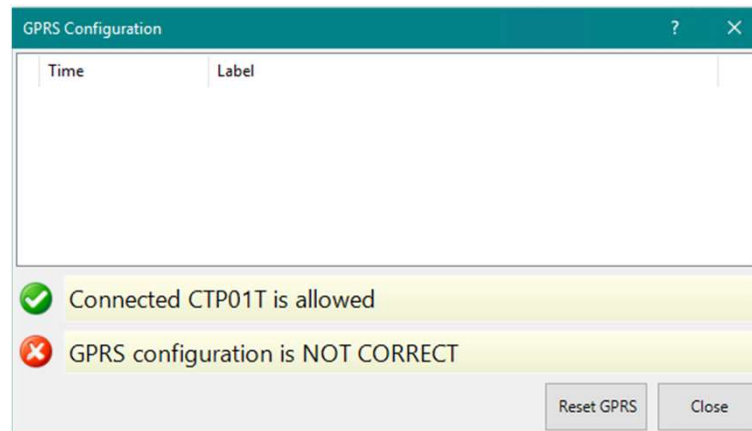 GPRS Configuration ? ×
Time Label
Connected CTP01T is allowed
GPRS configuration is NOT CORRECT
Reset GPRS Close